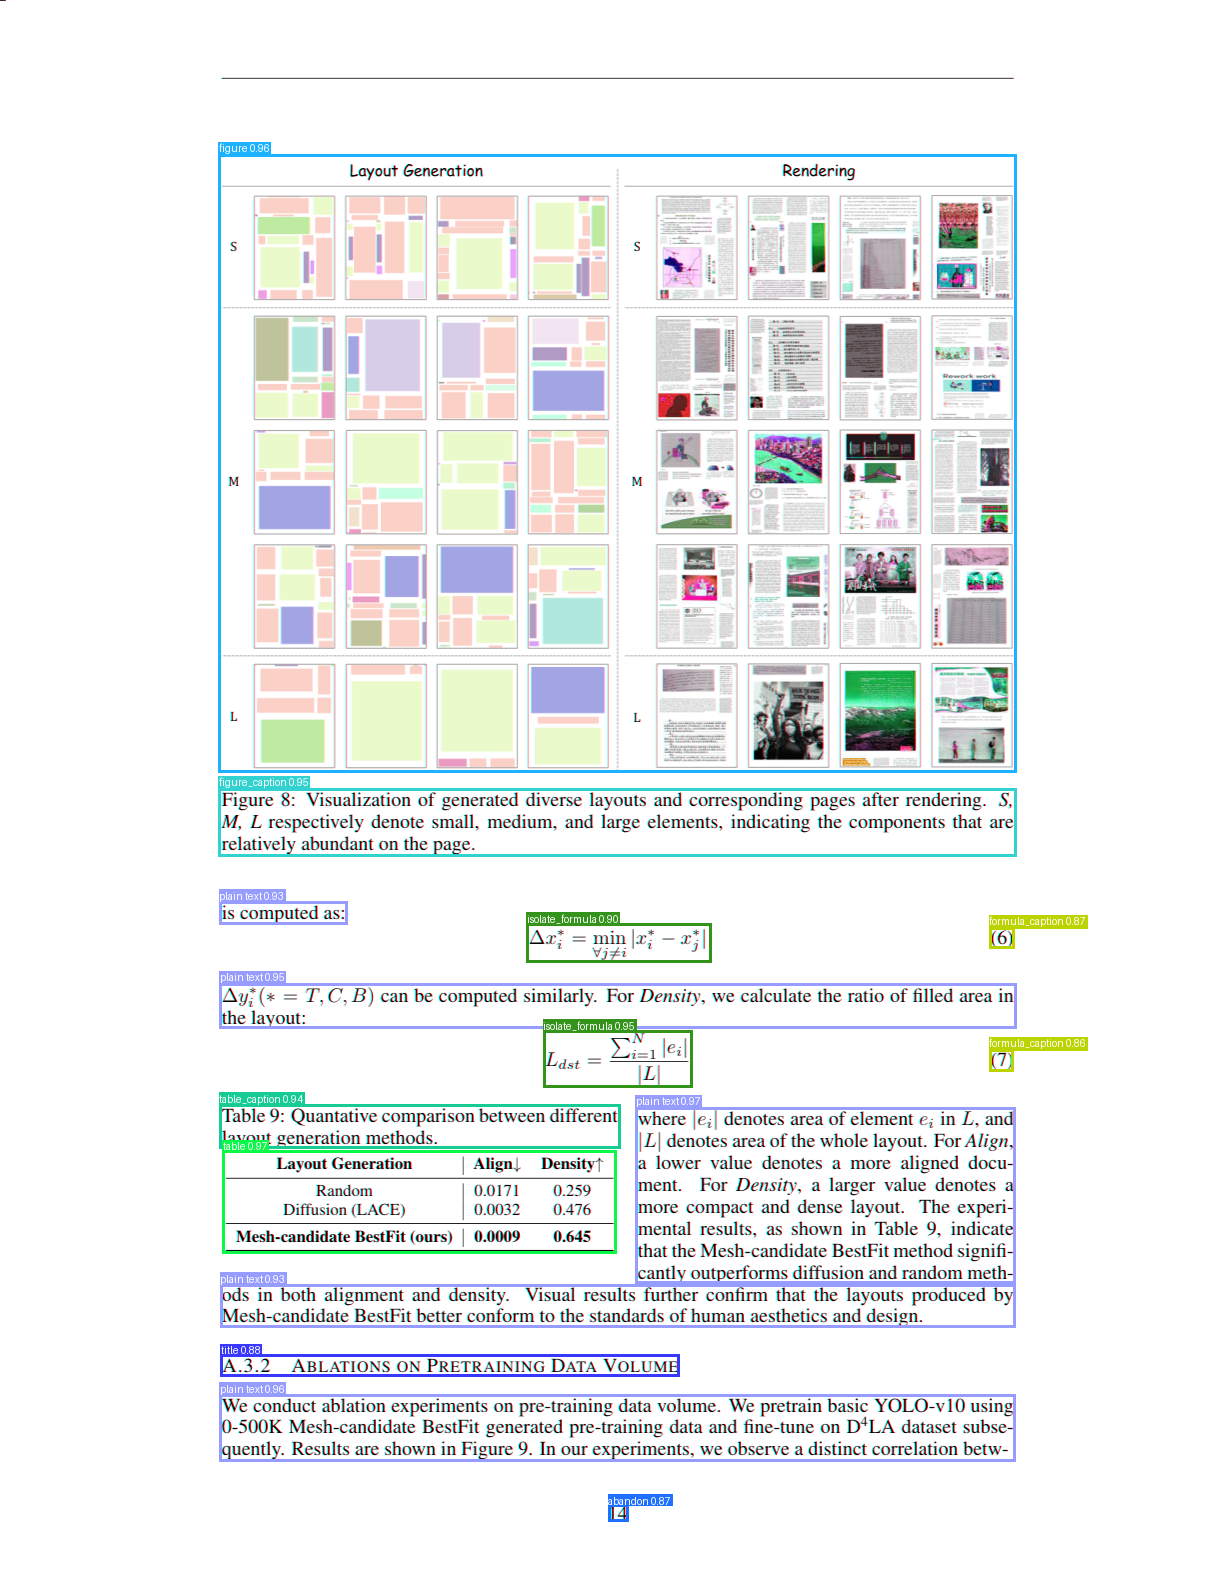 figure 0.96
Layout Generation
Rendering
S
S
M
Rework work
M
L
L
figure_caption 0.95
Figure 8: Visualization of generated diverse layouts and corresponding pages after rendering. S,
M, L respectively denote small, medium, and large elements, indicating the components that are
relatively abundant on the page.
plain text 0.93
is computed as:
isolate_formula 0.90
Δx_i^* = min_{∀j≠i} |x_i^* − x_j^*|
formula_caption 0.87
(6)
plain text 0.95
Δy_i^*(* = T, C, B) can be computed similarly. For Density, we calculate the ratio of filled area in
the layout:
isolate_formula 0.95
L_{dst} = \frac{∑_{i=1}^N |e_i|}{|L|}
formula_caption 0.86
(7)
table_caption 0.94
Table 9: Quantative comparison between different
layout generation methods.
table 0.97
Layout Generation | Align↓ Density↑
Random | 0.0171 0.259
Diffusion (LACE) | 0.0032 0.476
Mesh-candidate BestFit (ours) | 0.0009 0.645
plain text 0.97
where |e_i| denotes area of element e_i in L, and
|L| denotes area of the whole layout. For Align,
a lower value denotes a more aligned docu-
ment. For Density, a larger value denotes a
more compact and dense layout. The experi-
mental results, as shown in Table 9, indicate
that the Mesh-candidate BestFit method signifi-
cantly outperforms diffusion and random meth-
plain text 0.93
ods in both alignment and density. Visual results further confirm that the layouts produced by
Mesh-candidate BestFit better conform to the standards of human aesthetics and design.
title 0.88
A.3.2 ABLATIONS ON PRETRAINING DATA VOLUME
plain text 0.96
We conduct ablation experiments on pre-training data volume. We pretrain basic YOLO-v10 using
0-500K Mesh-candidate BestFit generated pre-training data and fine-tune on D⁴LA dataset subse-
quently. Results are shown in Figure 9. In our experiments, we observe a distinct correlation betw-
abandon 0.87
14